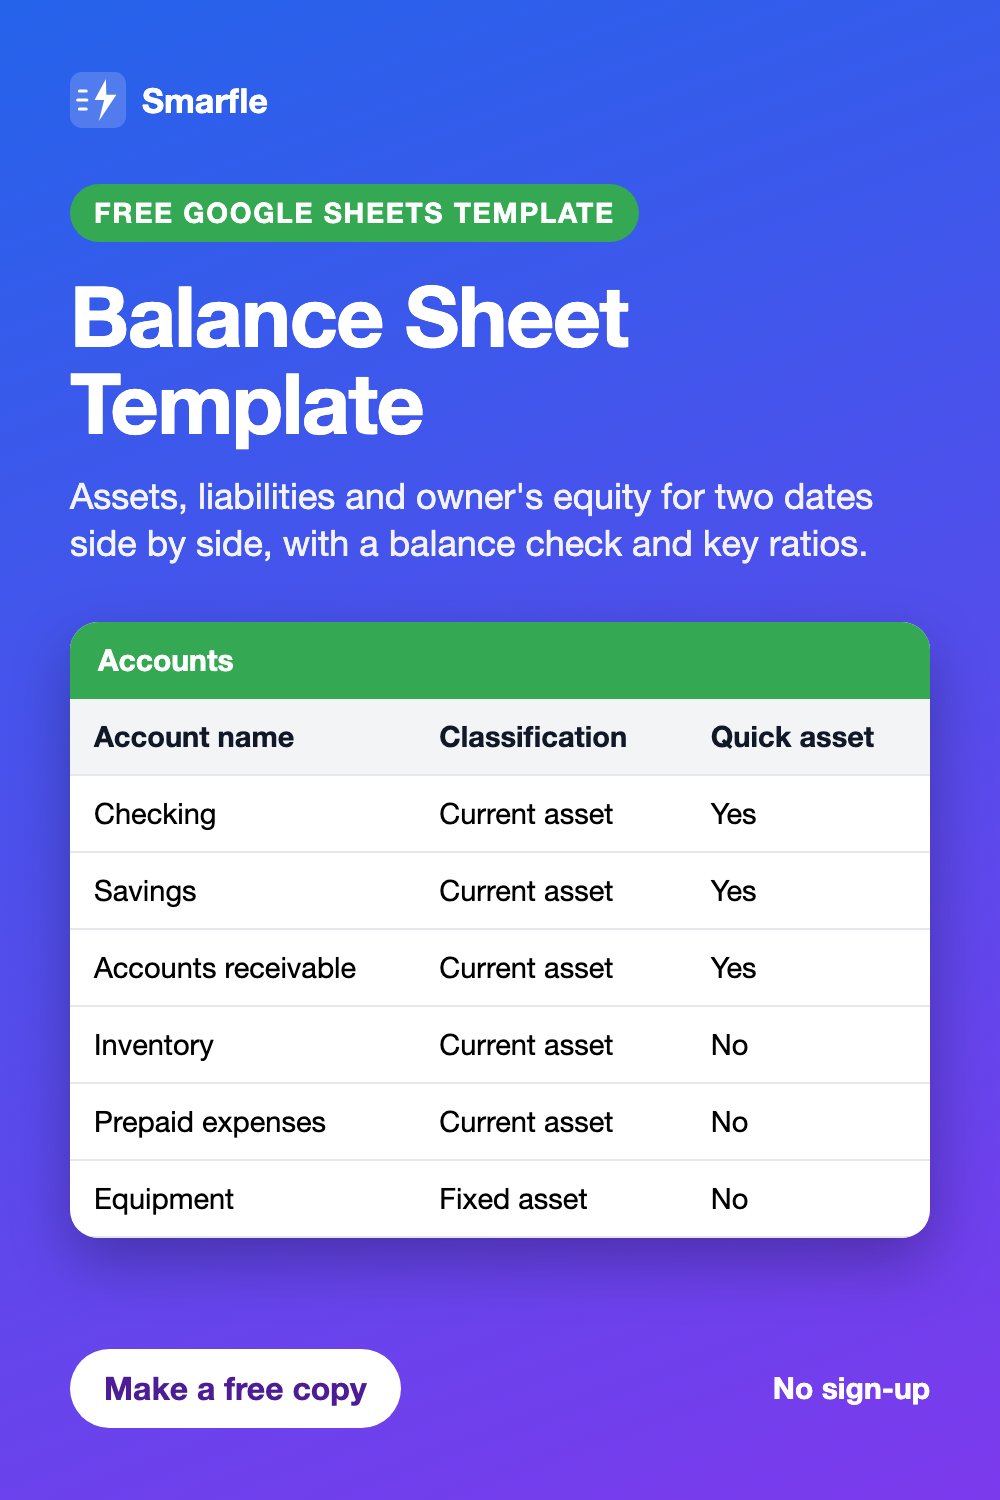 Smarfle
FREE GOOGLE SHEETS TEMPLATE
Balance Sheet
Template
Assets, liabilities and owner's equity for two dates
side by side, with a balance check and key ratios.
Accounts
Account name Classification Quick asset
Checking Current asset Yes
Savings Current asset Yes
Accounts receivable Current asset Yes
Inventory Current asset No
Prepaid expenses Current asset No
Equipment Fixed asset No
Make a free copy No sign-up